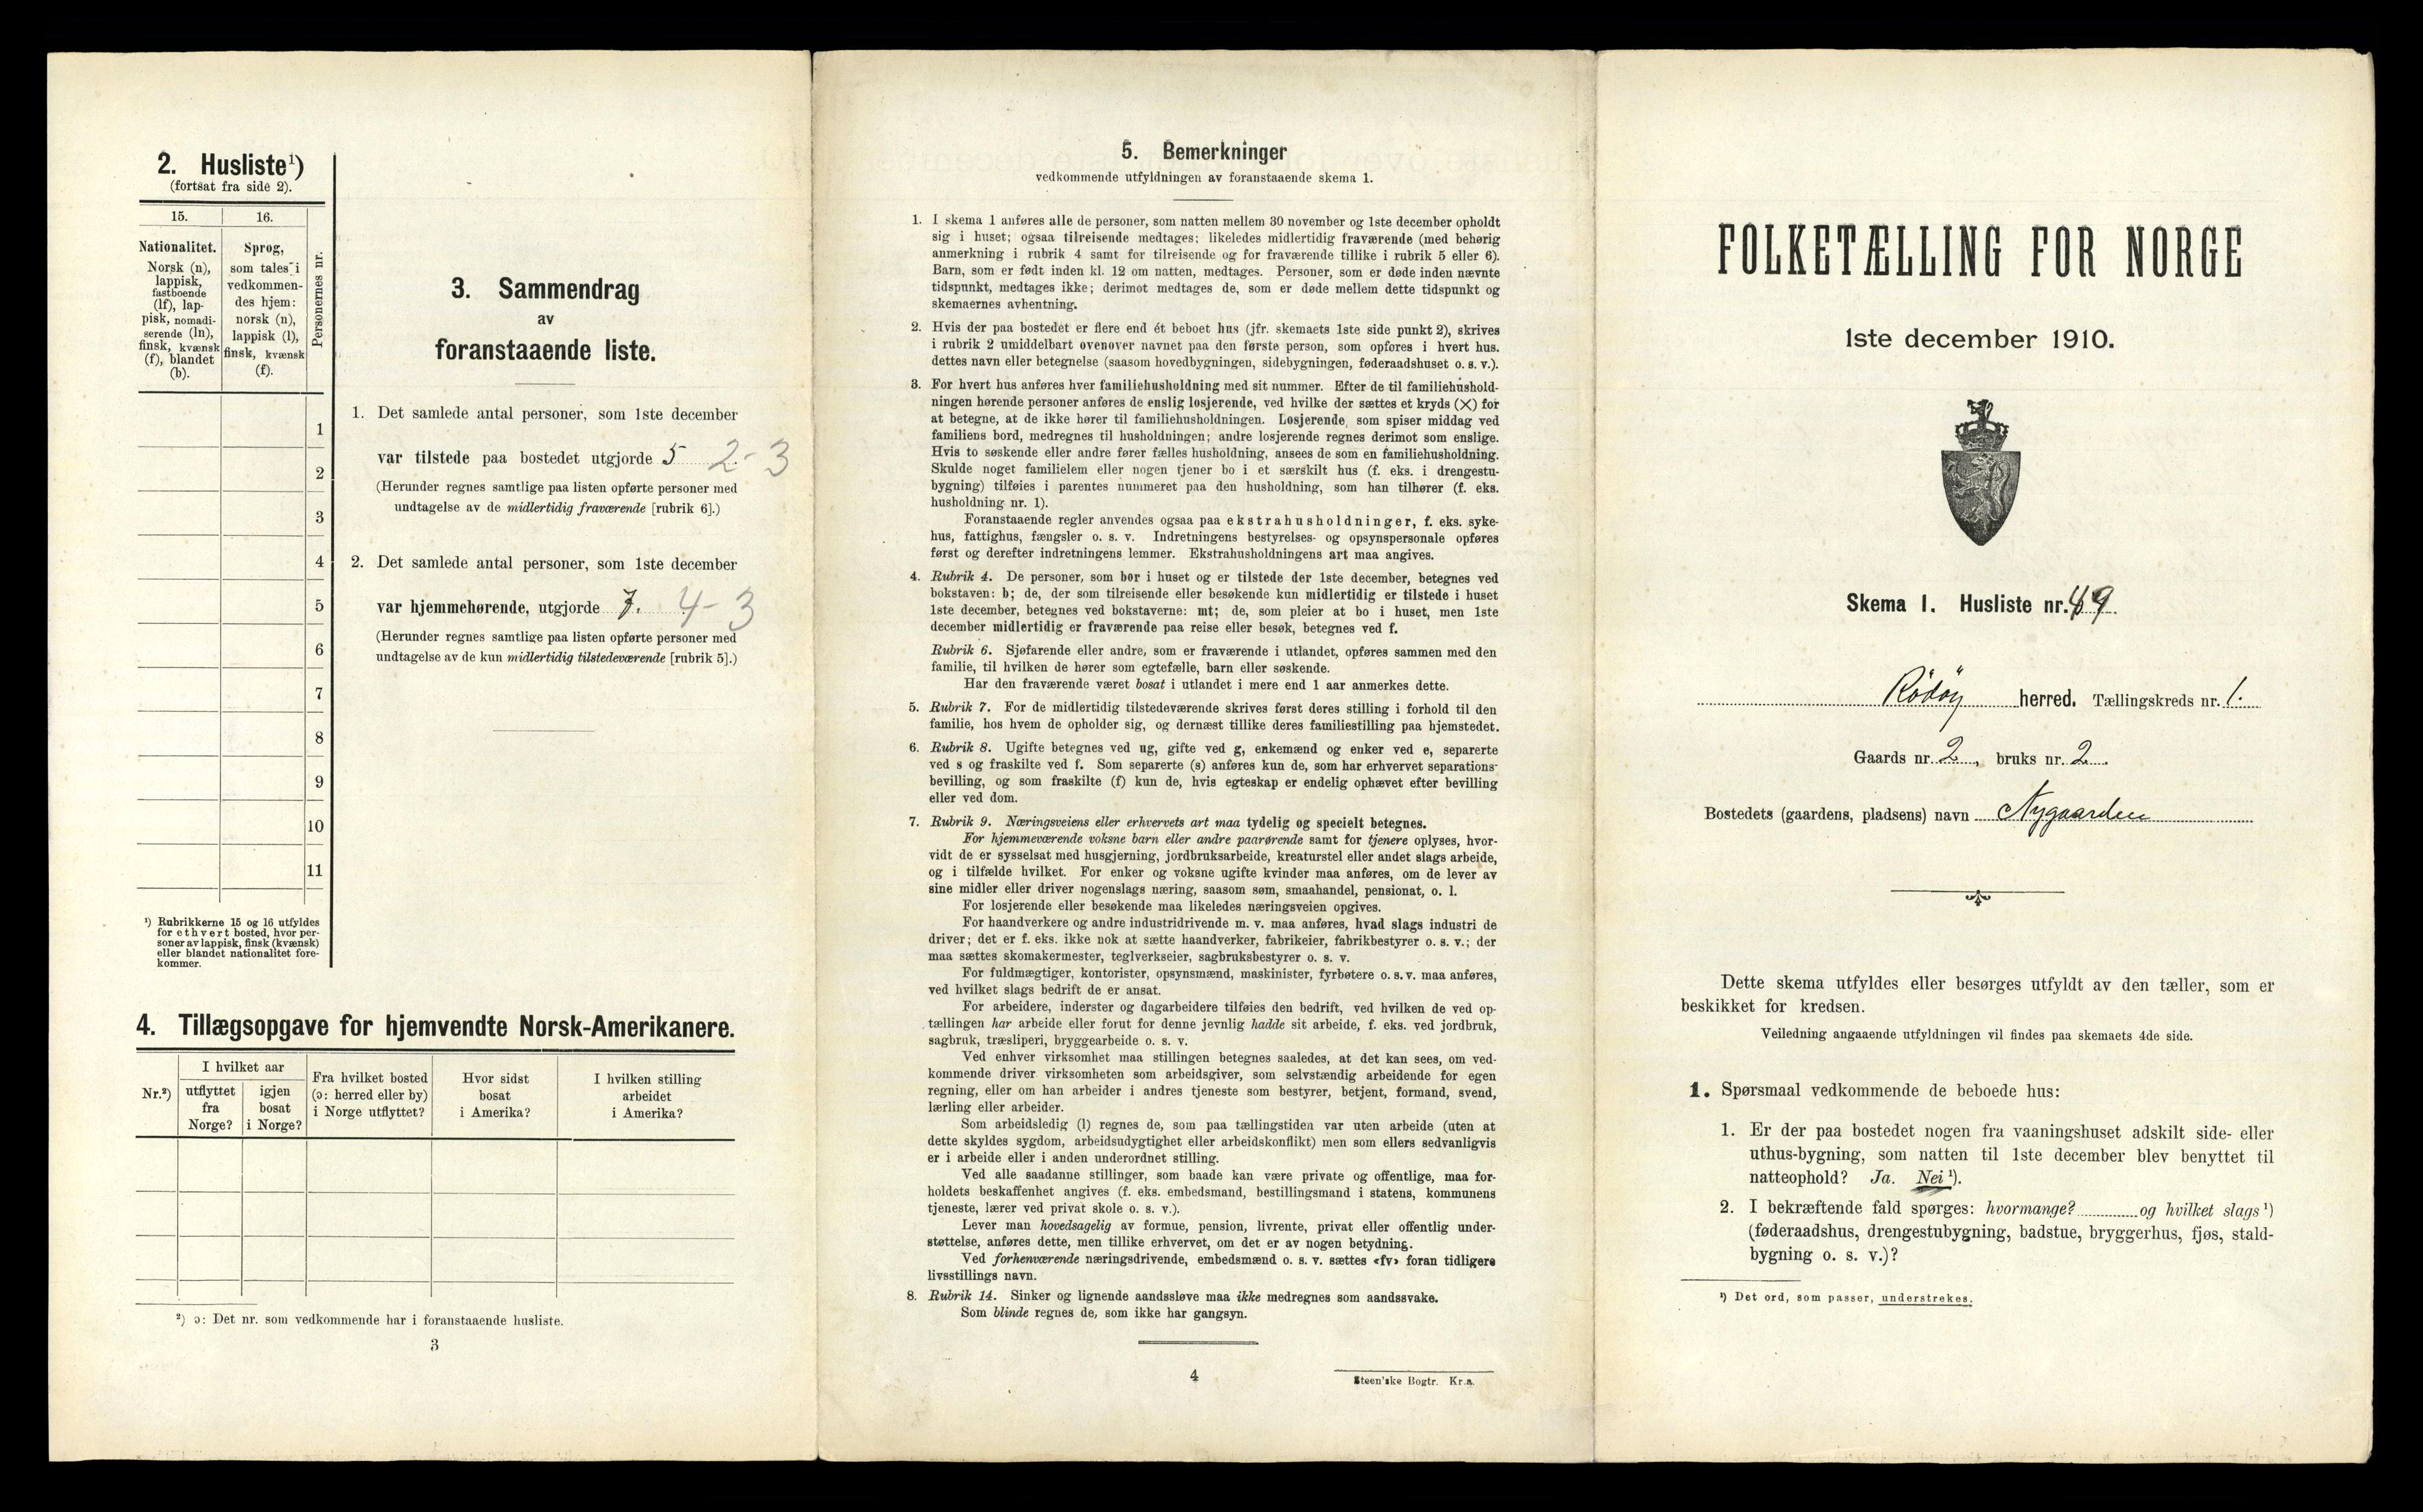 2. Husliste¹)
(fortsat fra side 2).
15.
16.
Nationalitet.
Norsk (n),
lappisk,
fastboende
(lf), lap-
pisk, nomadi-
serende (ln),
finsk, kvænsk
(f), blandet
(b).
Sprog,
som tales i
vedkommen-
des hjem:
norsk (n),
lappisk (l),
finsk, kvænsk
(f).
Personernes nr.
1
2
3
4
5
6
7
8
9
10
11
¹) Rubrikkerne 15 og 16 utfyldes
for ethvert bosted, hvor per-
soner av lappisk, finsk (kvænsk)
eller blandet nationalitet fore-
kommer.
3. Sammendrag
av
foranstaaende liste.
1. Det samlede antal personer, som 1ste december
var tilstede paa bostedet utgjorde 5 2-3
(Herunder regnes samtlige paa listen opførte personer med
undtagelse av de midlertidig fraværende [rubrik 6].)
2. Det samlede antal personer, som 1ste december
var hjemmehørende, utgjorde 7. 4-3
(Herunder regnes samtlige paa listen opførte personer med
undtagelse av de kun midlertidig tilstedeværende [rubrik 5].)
4. Tillægsopgave for hjemvendte Norsk-Amerikanere.
Nr.²)
I hvilket aar
utflyttet
fra
Norge?
igjen
bosat
i Norge?
Fra hvilket bosted
(ɔ: herred eller by)
i Norge utflyttet?
Hvor sidst
bosat
i Amerika?
I hvilken stilling
arbeidet
i Amerika?
²) ɔ: Det nr. som vedkommende har i foranstaaende husliste.
3
5. Bemerkninger
vedkommende utfyldningen av foranstaaende skema 1.
1. I skema 1 anføres alle de personer, som natten mellem 30 november og 1ste december opholdt
sig i huset; ogsaa tilreisende medtages; likeledes midlertidig fraværende (med behørig
anmerkning i rubrik 4 samt for tilreisende og for fraværende tillike i rubrik 5 eller 6).
Barn, som er født inden kl. 12 om natten, medtages. Personer, som er døde inden nævnte
tidspunkt, medtages ikke; derimot medtages de, som er døde mellem dette tidspunkt og
skemaernes avhentning.
2. Hvis der paa bostedet er flere end ét beboet hus (jfr. skemaets 1ste side punkt 2), skrives
i rubrik 2 umiddelbart ovenover navnet paa den første person, som opføres i hvert hus.
dettes navn eller betegnelse (saasom hovedbygningen, sidebygningen, føderaadshuset o. s. v.).
3. For hvert hus anføres hver familiehusholdning med sit nummer. Efter de til familiehushold-
ningen hørende personer anføres de enslig losjerende, ved hvilke der sættes et kryds (✕) for
at betegne, at de ikke hører til familiehusholdningen. Losjerende, som spiser middag ved
familiens bord, medregnes til husholdningen; andre losjerende regnes derimot som enslige.
Hvis to søskende eller andre fører fælles husholdning, ansees de som en familiehusholdning.
Skulde noget familielem eller nogen tjener bo i et særskilt hus (f. eks. i drengestu-
bygning) tilføies i parentes nummeret paa den husholdning, som han tilhører (f. eks.
husholdning nr. 1).
Foranstaaende regler anvendes ogsaa paa ekstrahusholdninger, f. eks. syke-
hus, fattighus, fængsler o. s. v. Indretningens bestyrelses- og opsynspersonale opføres
først og derefter indretningens lemmer. Ekstrahusholdningens art maa angives.
4. Rubrik 4. De personer, som bor i huset og er tilstede der 1ste december, betegnes ved
bokstaven: b; de, der som tilreisende eller besøkende kun midlertidig er tilstede i huset
1ste december, betegnes ved bokstaverne: mt; de, som pleier at bo i huset, men 1ste
december midlertidig er fraværende paa reise eller besøk, betegnes ved f.
Rubrik 6. Sjøfarende eller andre, som er fraværende i utlandet, opføres sammen med den
familie, til hvilken de hører som egtefælle, barn eller søskende.
Har den fraværende været bosat i utlandet i mere end 1 aar anmerkes dette.
5. Rubrik 7. For de midlertidig tilstedeværende skrives først deres stilling i forhold til den
familie, hos hvem de opholder sig, og dernæst tillike deres familiestilling paa hjemstedet.
6. Rubrik 8. Ugifte betegnes ved ug, gifte ved g, enkemænd og enker ved e, separerte
ved s og fraskilte ved f. Som separerte (s) anføres kun de, som har erhvervet separations-
bevilling, og som fraskilte (f) kun de, hvis egteskap er endelig ophævet efter bevilling
eller ved dom.
7. Rubrik 9. Næringsveiens eller erhvervets art maa tydelig og specielt betegnes.
For hjemmeværende voksne barn eller andre paarørende samt for tjenere oplyses, hvor-
vidt de er sysselsat med husgjerning, jordbruksarbeide, kreaturstel eller andet slags arbeide,
og i tilfælde hvilket. For enker og voksne ugifte kvinder maa anføres, om de lever av
sine midler eller driver nogenslags næring, saasom søm, smaahandel, pensionat, o. l.
For losjerende eller besøkende maa likeledes næringsveien opgives.
For haandverkere og andre industridrivende m. v. maa anføres, hvad slags industri de
driver; det er f. eks. ikke nok at sætte haandverker, fabrikeier, fabrikbestyrer o. s. v.; der
maa sættes skomakermester, teglverkseier, sagbruksbestyrer o. s. v.
For fuldmægtiger, kontorister, opsynsmænd, maskinister, fyrbøtere o. s. v. maa anføres,
ved hvilket slags bedrift de er ansat.
For arbeidere, inderster og dagarbeidere tilføies den bedrift, ved hvilken de ved op-
tællingen har arbeide eller forut for denne jevnlig hadde sit arbeide, f. eks. ved jordbruk,
sagbruk, træsliperi, bryggearbeide o. s. v.
Ved enhver virksomhet maa stillingen betegnes saaledes, at det kan sees, om ved-
kommende driver virksomheten som arbeidsgiver, som selvstændig arbeidende for egen
regning, eller om han arbeider i andres tjeneste som bestyrer, betjent, formand, svend,
lærling eller arbeider.
Som arbeidsledig (l) regnes de, som paa tællingstiden var uten arbeide (uten at
dette skyldes sygdom, arbeidsudygtighet eller arbeidskonflikt) men som ellers sedvanligvis
er i arbeide eller i anden underordnet stilling.
Ved alle saadanne stillinger, som baade kan være private og offentlige, maa for-
holdets beskaffenhet angives (f. eks. embedsmand, bestillingsmand i statens, kommunens
tjeneste, lærer ved privat skole o. s. v.).
Lever man hovedsagelig av formue, pension, livrente, privat eller offentlig under-
støttelse, anføres dette, men tillike erhvervet, om det er av nogen betydning.
Ved forhenværende næringsdrivende, embedsmænd o. s. v. sættes «fv» foran tidligere
livsstillings navn.
8. Rubrik 14. Sinker og lignende aandssløve maa ikke medregnes som aandssvake.
Som blinde regnes de, som ikke har gangsyn.
4
Steen'ske Bogtr. Kr.a.
FOLKETÆLLING FOR NORGE
1ste december 1910.
Skema 1. Husliste nr. 49
Rödöy herred. Tællingskreds nr. 1.
Gaards nr. 2, bruks nr. 2.
Bostedets (gaardens, pladsens) navn Nygaarden
Dette skema utfyldes eller besørges utfyldt av den tæller, som er
beskikket for kredsen.
Veiledning angaaende utfyldningen vil findes paa skemaets 4de side.
1. Spørsmaal vedkommende de beboede hus:
1. Er der paa bostedet nogen fra vaaningshuset adskilt side- eller
uthus-bygning, som natten til 1ste december blev benyttet til
natteophold? Ja. Nei ¹).
2. I bekræftende fald spørges: hvormange? og hvilket slags ¹)
(føderaadshus, drengestubygning, badstue, bryggerhus, fjøs, stald-
bygning o. s. v.)?
¹) Det ord, som passer, understrekes.